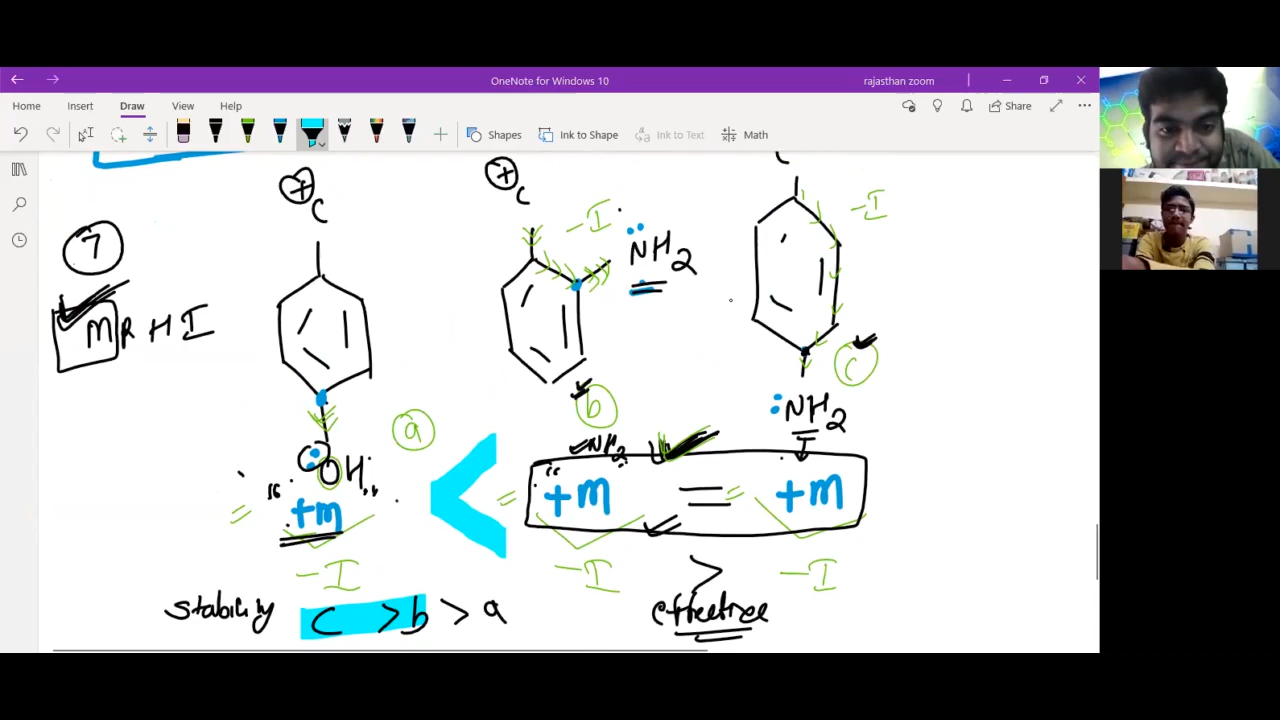 OneNote for Windows 10
rajasthan zoom
Home Insert Draw View Help
Share
Shapes Ink to Shape Ink to Text Math
+
C
+
C
-I
NH2
-I
7
M R H I
a
b
c
OH
NH2
NH2
+m < +m = +m
-I
-I
>
-I
stability c > b > a
effective